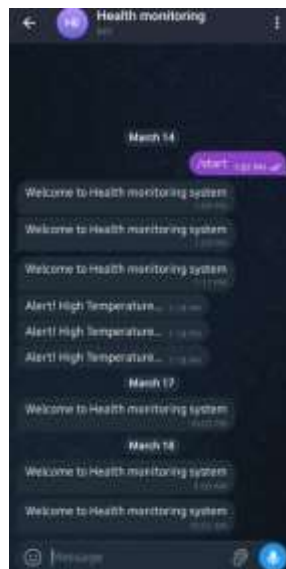 Health monitoring
bot
March 14
/start
Welcome to Health monitoring system
Welcome to Health monitoring system
Welcome to Health monitoring system
Alert! High Temperature...
Alert! High Temperature...
Alert! High Temperature...
March 17
Welcome to Health monitoring system
March 18
Welcome to Health monitoring system
Welcome to Health monitoring system
Message